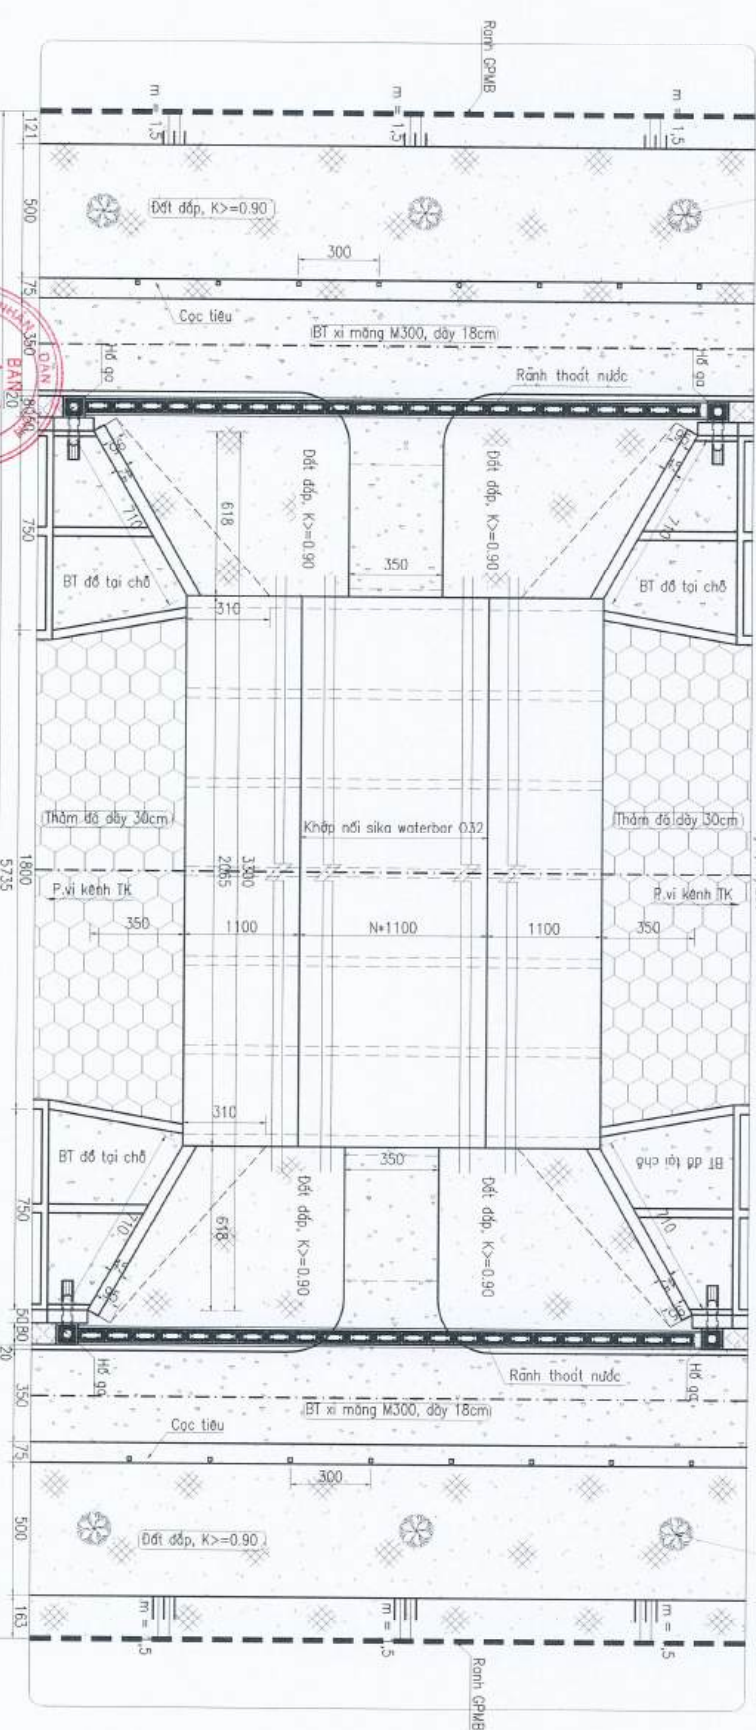 Ranh GPMB
m = 1,5
m = 1,5
m = 1,5
121
500
75
350
20
Đất đắp, K>=0.90
300
Cọc tiêu
BT xi măng M300, dày 18cm
Hố ga
Rãnh thoát nước
Hố ga
DÂN
BAN
750
618
Đất đắp, K>=0.90
Đất đắp, K>=0.90
350
710
710
BT đổ tại chỗ
BT đổ tại chỗ
310
Thảm đá dày 30cm
Khớp nối sika waterbar O32
Thảm đá dày 30cm
1800
5735
3300
2065
P.vi kênh TK
P.vi kênh TK
350
1100
N*1100
1100
350
310
BT đổ tại chỗ
350
BT đổ tại chỗ
750
710
618
Đất đắp, K>=0.90
Đất đắp, K>=0.90
710
5080
20
Hố ga
Rãnh thoát nước
Hố ga
350
BT xi măng M300, dày 18cm
Cọc tiêu
75
300
500
Đất đắp, K>=0.90
163
m = 1,5
m = 1,5
m = 1,5
Ranh GPMB